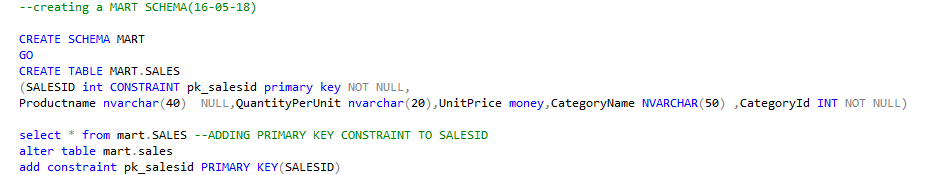 --creating a MART SCHEMA(16-05-18)
CREATE SCHEMA MART
GO
CREATE TABLE MART.SALES
(SALESID int CONSTRAINT pk_salesid primary key NOT NULL,
Productname nvarchar(40)  NULL,QuantityPerUnit nvarchar(20),UnitPrice money,CategoryName NVARCHAR(50) ,CategoryId INT NOT NULL)
select * from mart.SALES --ADDING PRIMARY KEY CONSTRAINT TO SALESID
alter table mart.sales
add constraint pk_salesid PRIMARY KEY(SALESID)